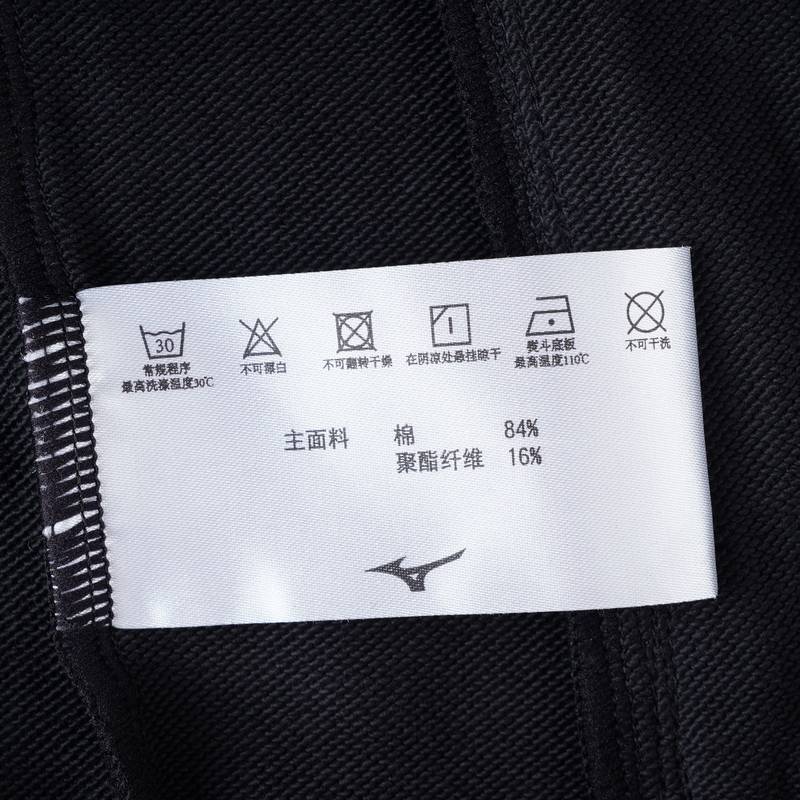 30
常规程序
最高洗涤温度30℃
不可漂白
不可翻转干燥
在阴凉处悬挂晾干
熨斗底板
最高温度110℃
不可干洗
主面料 棉 84%
聚酯纤维 16%